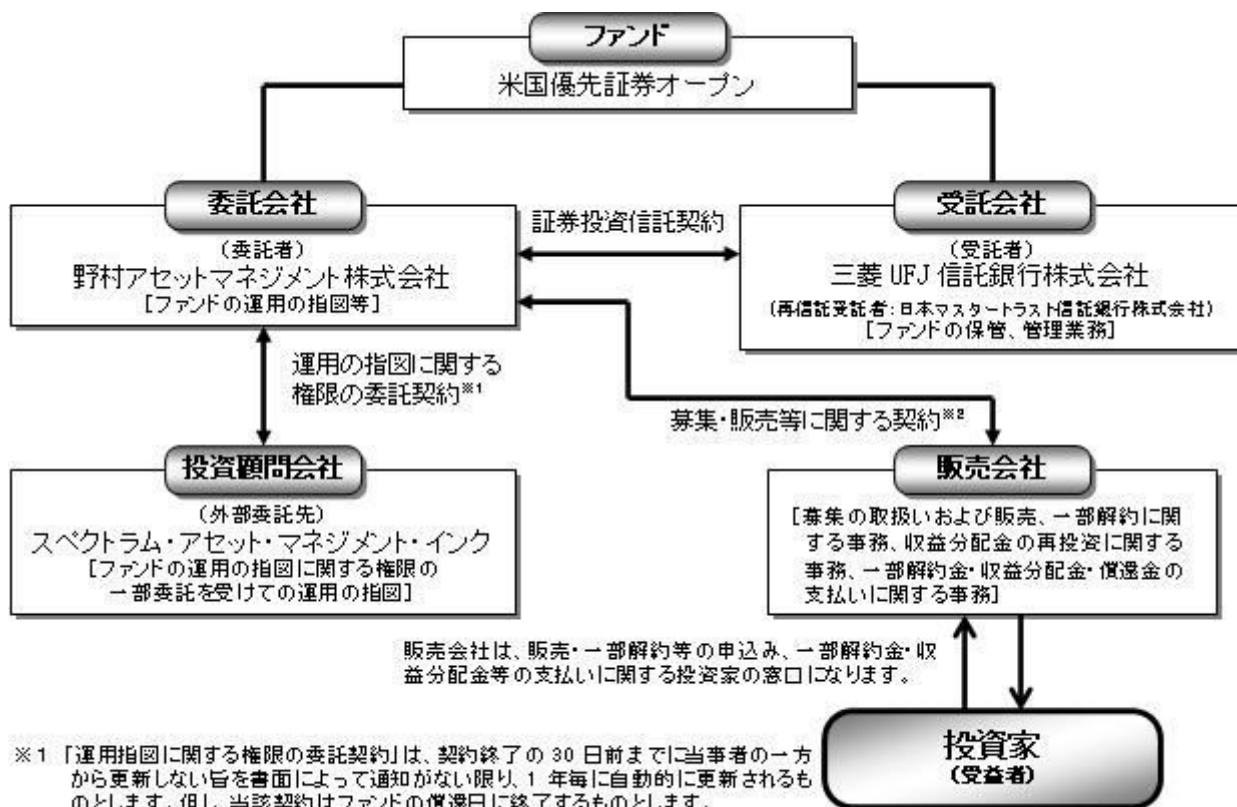 ファンド
米国優先証券オープン
委託会社
(委託者)
野村アセットマネジメント株式会社
[ファンドの運用の指図等]
証券投資信託契約
受託会社
(受託者)
三菱 UFJ 信託銀行株式会社
(再信託受託者:日本マスタートラスト信託銀行株式会社)
[ファンドの保管、管理業務]
運用の指図に関する
権限の委託契約※1
募集・販売等に関する契約※2
投資顧問会社
(外部委託先)
スペクトラム・アセット・マネジメント・インク
[ファンドの運用の指図に関する権限の
一部委託を受けての運用の指図]
販売会社
[募集の取扱いおよび販売、一部解約に関
する事務、収益分配金の再投資に関する
事務、一部解約金・収益分配金・償還金の
支払いに関する事務]
販売会社は、販売・一部解約等の申込み、一部解約金・収
益分配金等の支払いに関する投資家の窓口になります。
投資家
(受益者)
※1 「運用指図に関する権限の委託契約」は、契約終了の 30 日前までに当事者の一方
から更新しない旨を書面によって通知がない限り、1 年毎に自動的に更新されるも
のとします。但し、当該契約はファンドの償還日に終了するものとします。